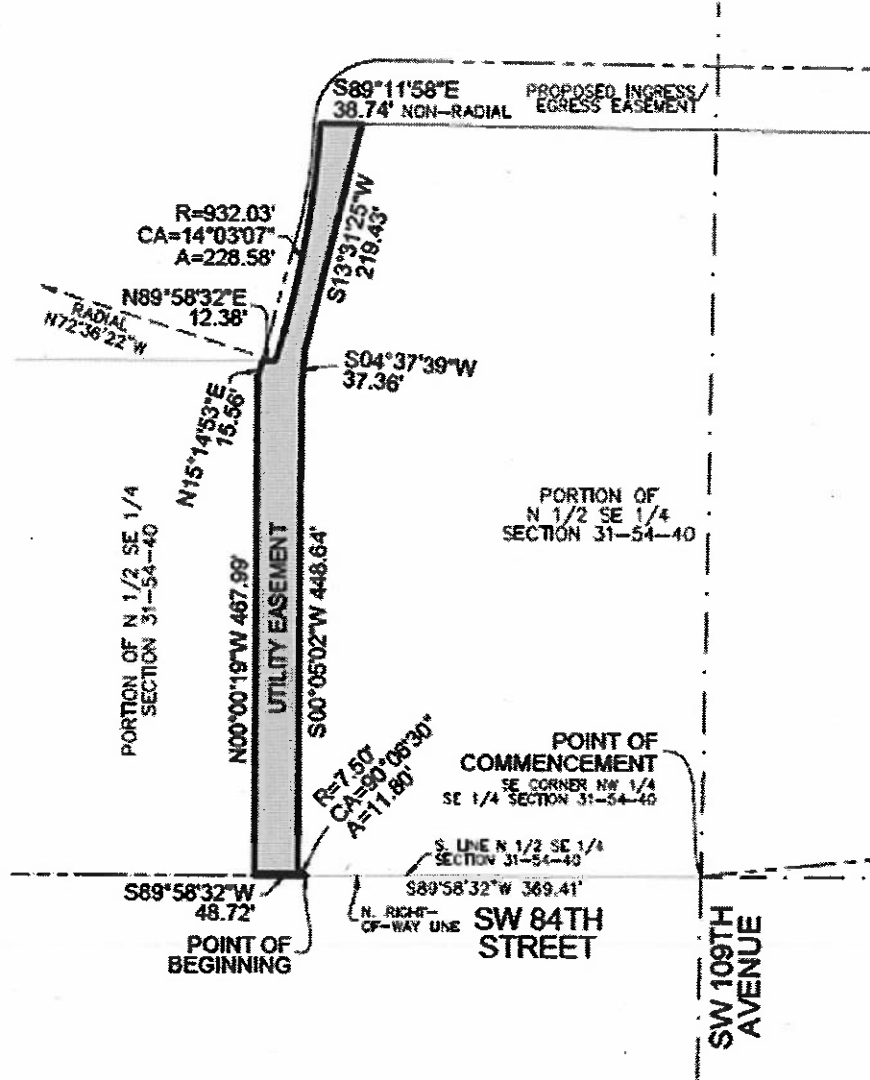 S89°11'58"E
38.74' NON-RADIAL
PROPOSED INGRESS/
EGRESS EASEMENT
R=932.03'
CA=14°03'07"
A=228.58'
S13°31'25"W
219.43'
N89°58'32"E
12.38'
RADIAL
N72°36'22"W
S04°37'39"W
37.36'
N15°14'53"E
15.56'
PORTION OF
N 1/2 SE 1/4
SECTION 31-54-40
PORTION OF N 1/2 SE 1/4
SECTION 31-54-40
N00°00'19"W 467.99'
UTILITY EASEMENT
S00°05'02"W 448.64'
R=7.50'
CA=90°06'30"
A=11.80'
POINT OF
COMMENCEMENT
SE CORNER NW 1/4
SE 1/4 SECTION 31-54-40
S. LINE N 1/2 SE 1/4
SECTION 31-54-40
S89°58'32"W 369.41'
S89°58'32"W
48.72'
N. RIGHT-
OF-WAY LINE
SW 84TH
STREET
POINT OF
BEGINNING
SW 109TH
AVENUE